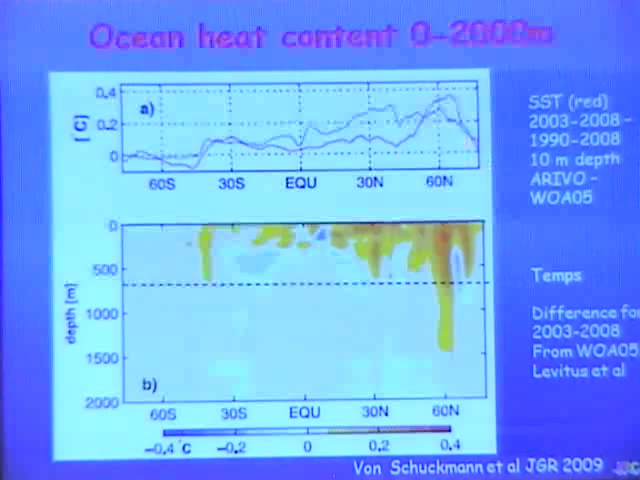 Ocean heat content 0-2000m
a)
[°C]
0.4
0.2
0
60S 30S EQU 30N 60N
SST (red)
2003-2008 -
1990-2008
10 m depth
ARIVO -
WOA05
0
500
1000
1500
2000
depth [m]
b)
60S 30S EQU 30N 60N
-0.4°C -0.2 0 0.2 0.4
Temps
Difference
2003-2008
From WOA05
Levitus et al
Von Schuckmann et al JGR 2009